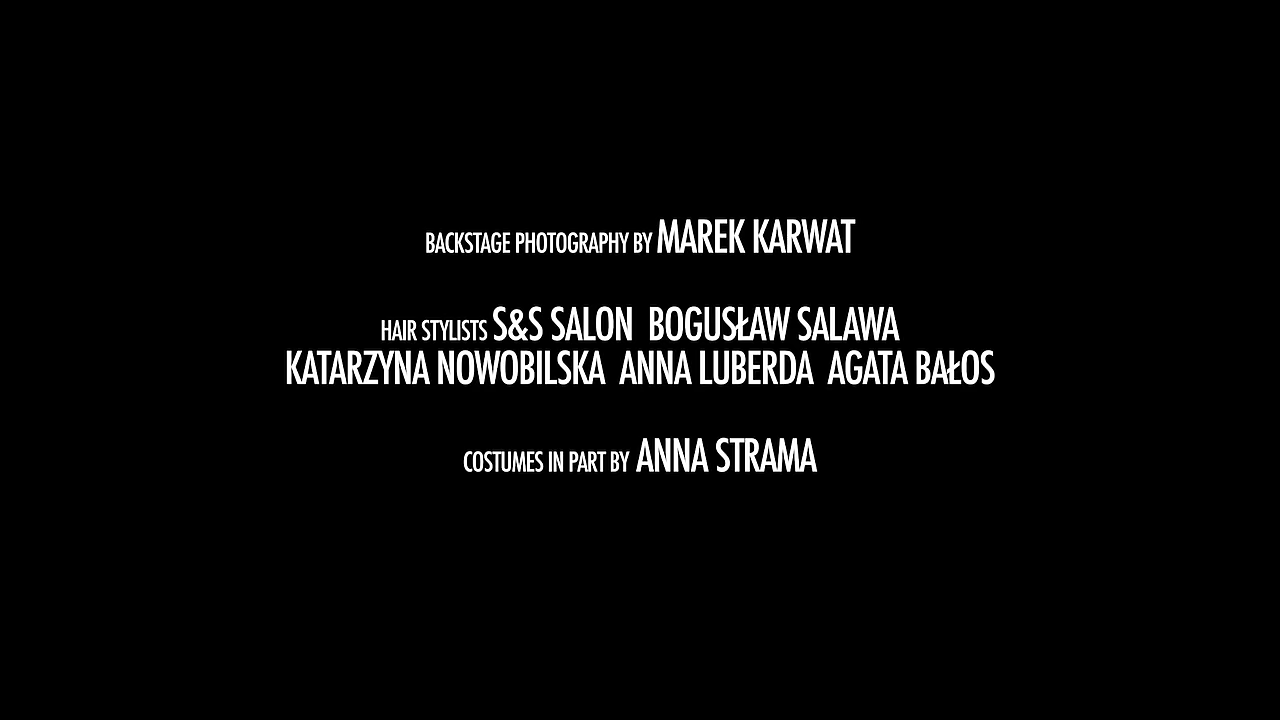 BACKSTAGE PHOTOGRAPHY BY MAREK KARWAT
HAIR STYLISTS S&S SALON BOGUSŁAW SALAWA
KATARZYNA NOWOBILSKA ANNA LUBERDA AGATA BAŁOS
COSTUMES IN PART BY ANNA STRAMA